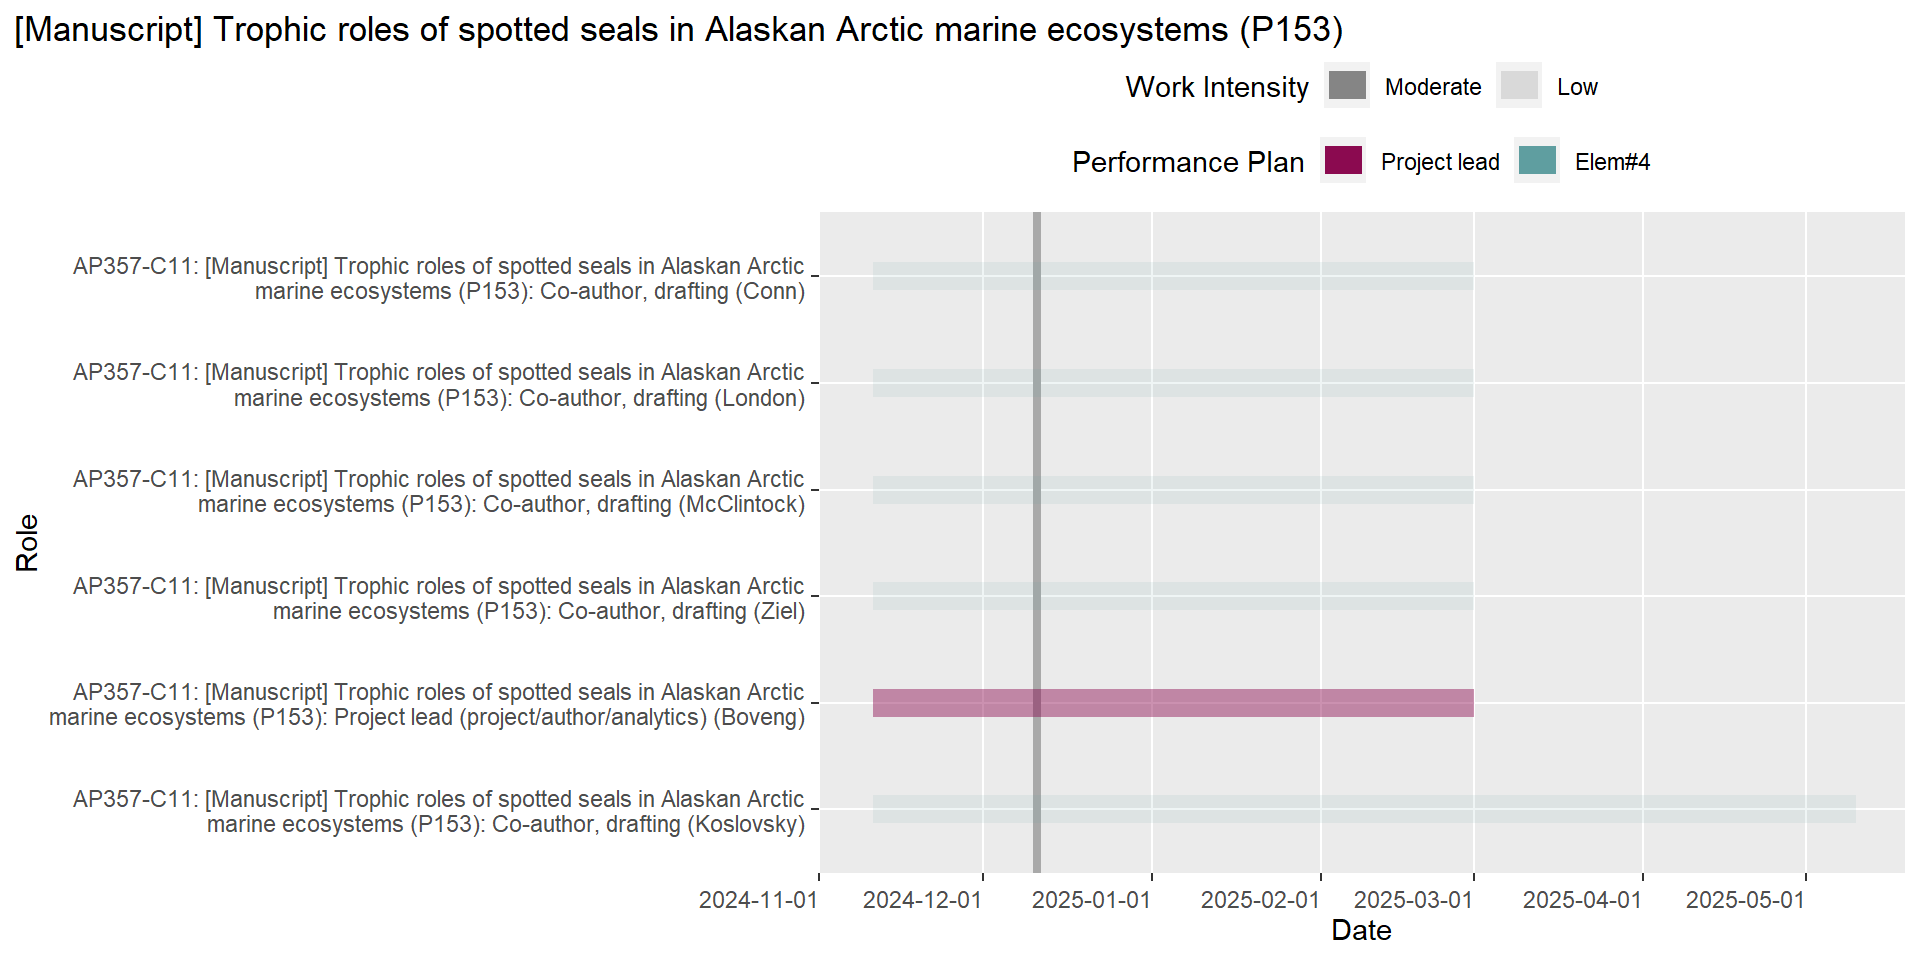 [Manuscript] Trophic roles of spotted seals in Alaskan Arctic marine ecosystems (P153)
Work Intensity Moderate Low
Performance Plan Project lead Elem#4
AP357-C11: [Manuscript] Trophic roles of spotted seals in Alaskan Arctic
marine ecosystems (P153): Co-author, drafting (Conn)
AP357-C11: [Manuscript] Trophic roles of spotted seals in Alaskan Arctic
marine ecosystems (P153): Co-author, drafting (London)
AP357-C11: [Manuscript] Trophic roles of spotted seals in Alaskan Arctic
marine ecosystems (P153): Co-author, drafting (McClintock)
AP357-C11: [Manuscript] Trophic roles of spotted seals in Alaskan Arctic
marine ecosystems (P153): Co-author, drafting (Ziel)
AP357-C11: [Manuscript] Trophic roles of spotted seals in Alaskan Arctic
marine ecosystems (P153): Project lead (project/author/analytics) (Boveng)
AP357-C11: [Manuscript] Trophic roles of spotted seals in Alaskan Arctic
marine ecosystems (P153): Co-author, drafting (Koslovsky)
Role
2024-11-01 2024-12-01 2025-01-01 2025-02-01 2025-03-01 2025-04-01 2025-05-01
Date